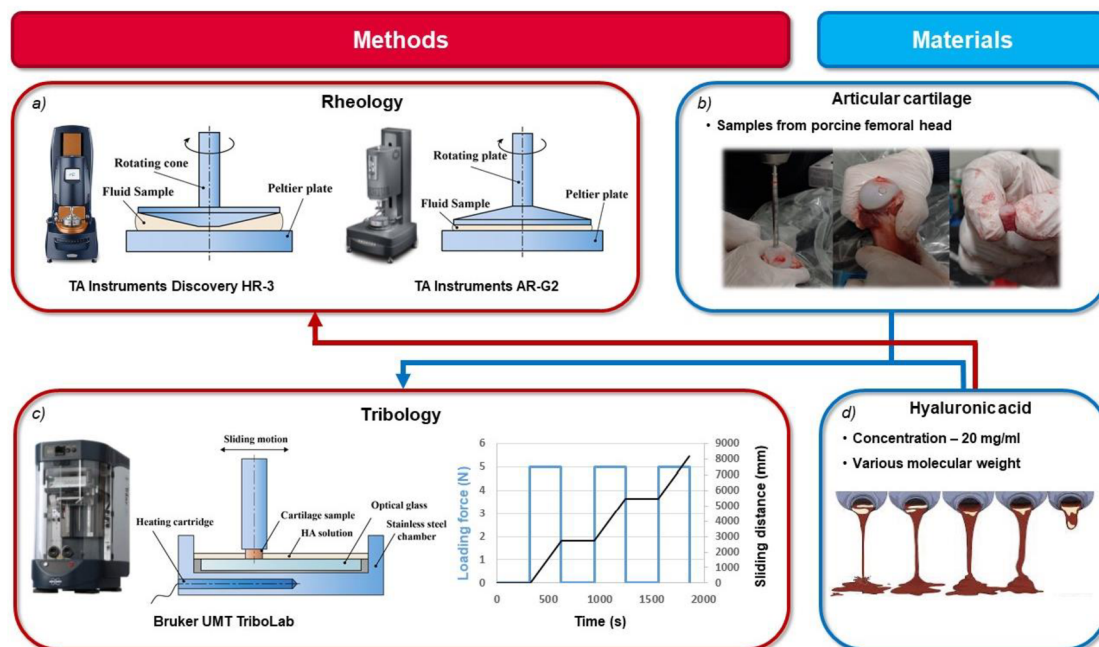 Methods
Materials
a)
Rheology
Rotating cone
Fluid Sample
Peltier plate
TA Instruments Discovery HR-3
Rotating plate
Fluid Sample
Peltier plate
TA Instruments AR-G2
b)
Articular cartilage
• Samples from porcine femoral head
c)
Tribology
Sliding motion
Heating cartridge
Cartilage sample
HA solution
Optical glass
Stainless steel
chamber
Bruker UMT TriboLab
Loading force (N)
6
5
4
3
2
1
0
9000
8000
7000
6000
5000
4000
3000
2000
1000
0
Sliding distance (mm)
0
500
1000
1500
2000
Time (s)
d)
Hyaluronic acid
• Concentration – 20 mg/ml
• Various molecular weight